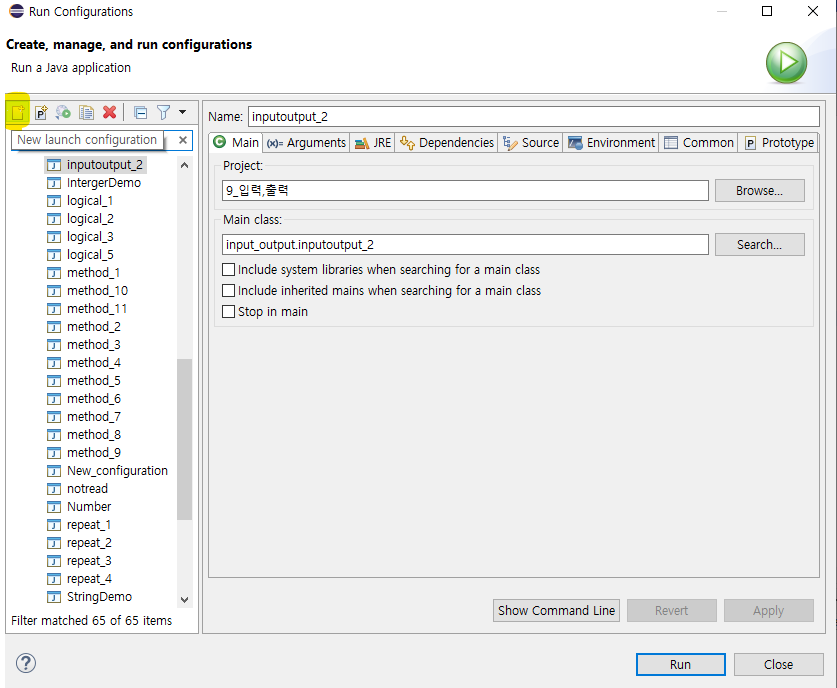 Run Configurations
Create, manage, and run configurations
Run a Java application
New launch configuration
inputoutput_2
IntergerDemo
logical_1
logical_2
logical_3
logical_5
method_1
method_10
method_11
method_2
method_3
method_4
method_5
method_6
method_7
method_8
method_9
New_configuration
notread
Number
repeat_1
repeat_2
repeat_3
repeat_4
StringDemo
Filter matched 65 of 65 items
Name: inputoutput_2
Main (x)= Arguments JRE Dependencies Source Environment Common Prototype
Project:
9_입력,출력 Browse...
Main class:
input_output.inputoutput_2 Search...
Include system libraries when searching for a main class
Include inherited mains when searching for a main class
Stop in main
Show Command Line Revert Apply
Run Close